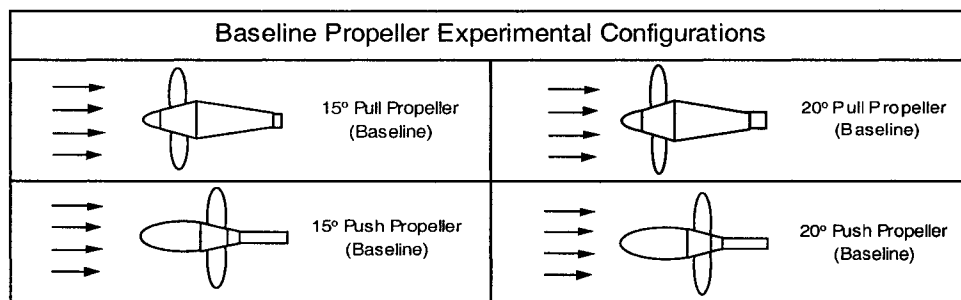 Baseline Propeller Experimental Configurations
15° Pull Propeller
(Baseline)
20° Pull Propeller
(Baseline)
15° Push Propeller
(Baseline)
20° Push Propeller
(Baseline)